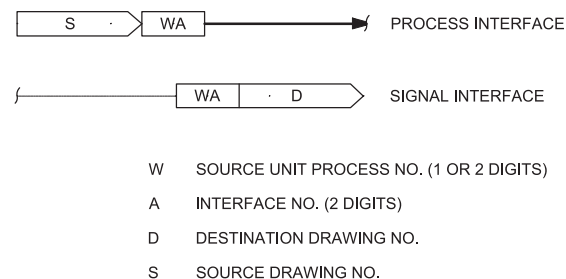 S · WA PROCESS INTERFACE
WA · D SIGNAL INTERFACE
W SOURCE UNIT PROCESS NO. (1 OR 2 DIGITS)
A INTERFACE NO. (2 DIGITS)
D DESTINATION DRAWING NO.
S SOURCE DRAWING NO.